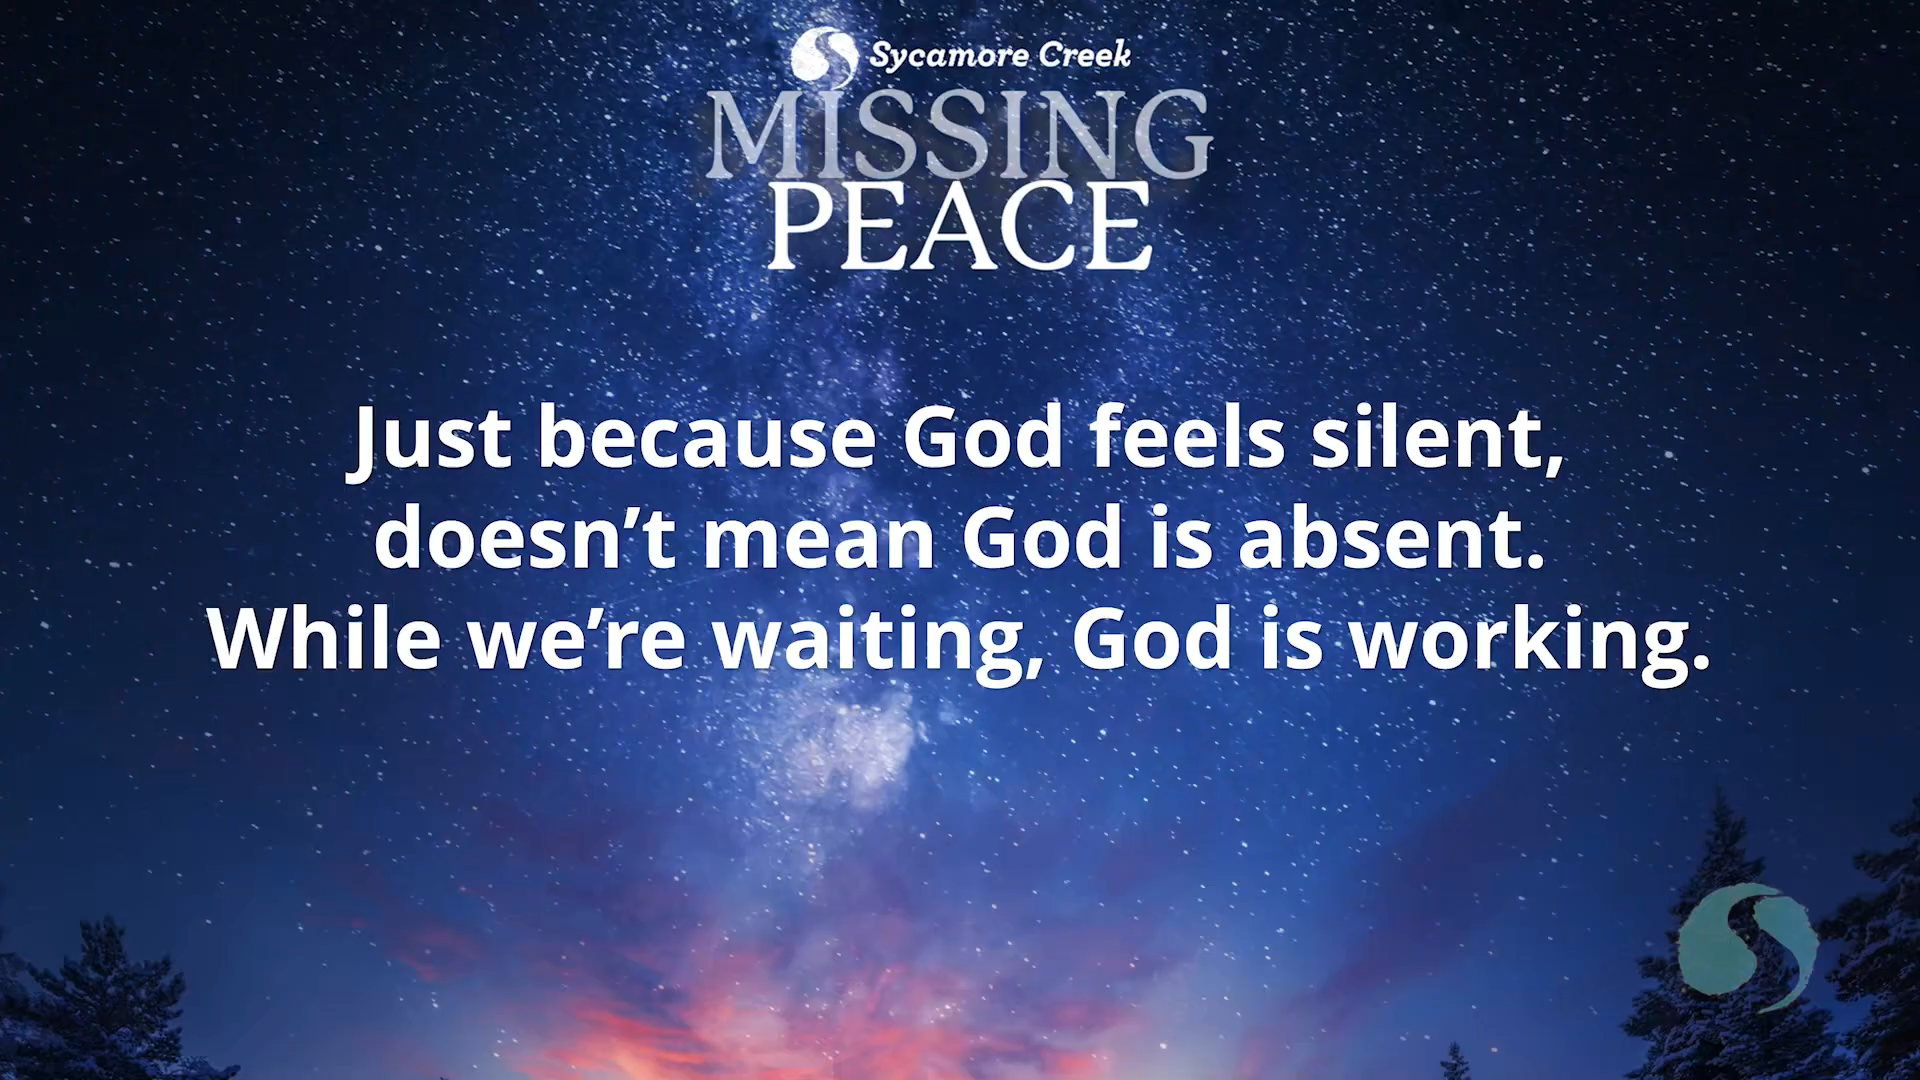 Sycamore Creek
MISSING
PEACE
Just because God feels silent,
doesn’t mean God is absent.
While we’re waiting, God is working.